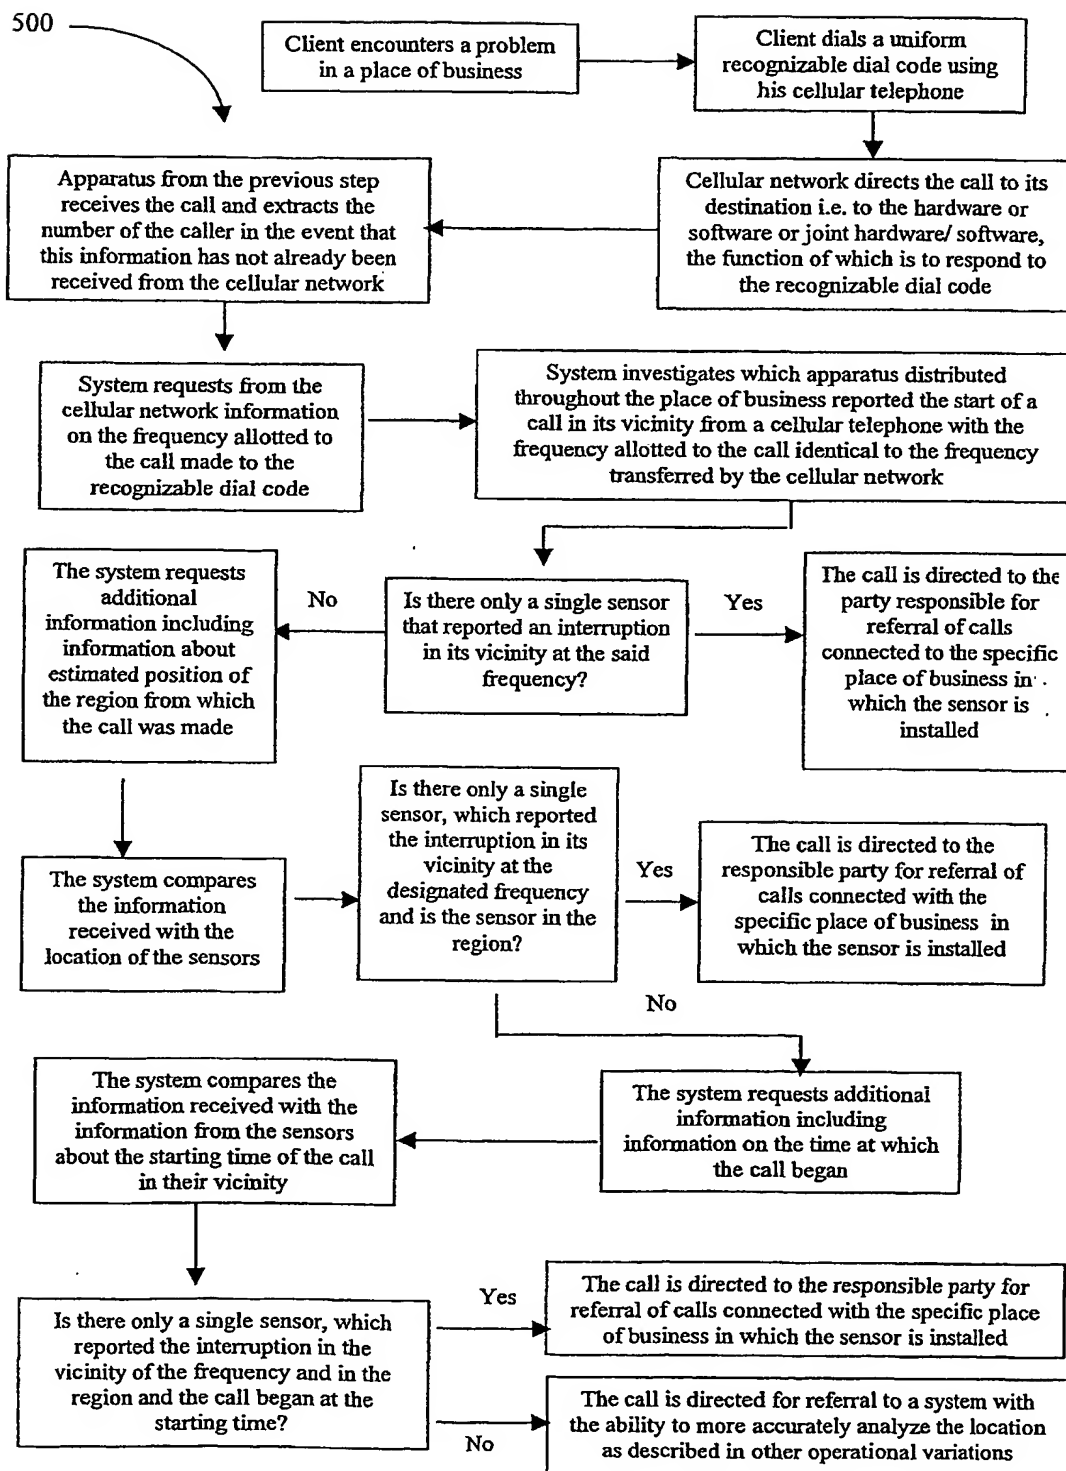 500
Client encounters a problem
in a place of business
Client dials a uniform
recognizable dial code using
his cellular telephone
Cellular network directs the call to its
destination i.e. to the hardware or
software or joint hardware/ software,
the function of which is to respond to
the recognizable dial code
Apparatus from the previous step
receives the call and extracts the
number of the caller in the event that
this information has not already been
received from the cellular network
System requests from the
cellular network information
on the frequency allotted to
the call made to the
recognizable dial code
System investigates which apparatus distributed
throughout the place of business reported the start of a
call in its vicinity from a cellular telephone with the
frequency allotted to the call identical to the frequency
transferred by the cellular network
Is there only a single sensor
that reported an interruption
in its vicinity at the said
frequency?
Yes
The call is directed to the
party responsible for
referral of calls
connected to the specific
place of business in
which the sensor is
installed
No
The system requests
additional
information including
information about
estimated position of
the region from which
the call was made
The system compares
the information
received with the
location of the sensors
Is there only a single
sensor, which reported
the interruption in its
vicinity at the
designated frequency
and is the sensor in the
region?
Yes
The call is directed to the
responsible party for referral of
calls connected with the
specific place of business in
which the sensor is installed
No
The system requests additional
information including
information on the time at which
the call began
The system compares the
information received with the
information from the sensors
about the starting time of the call
in their vicinity
Is there only a single sensor, which
reported the interruption in the
vicinity of the frequency and in the
region and the call began at the
starting time?
Yes
The call is directed to the responsible party for
referral of calls connected with the specific place
of business in which the sensor is installed
No
The call is directed for referral to a system with
the ability to more accurately analyze the location
as described in other operational variations